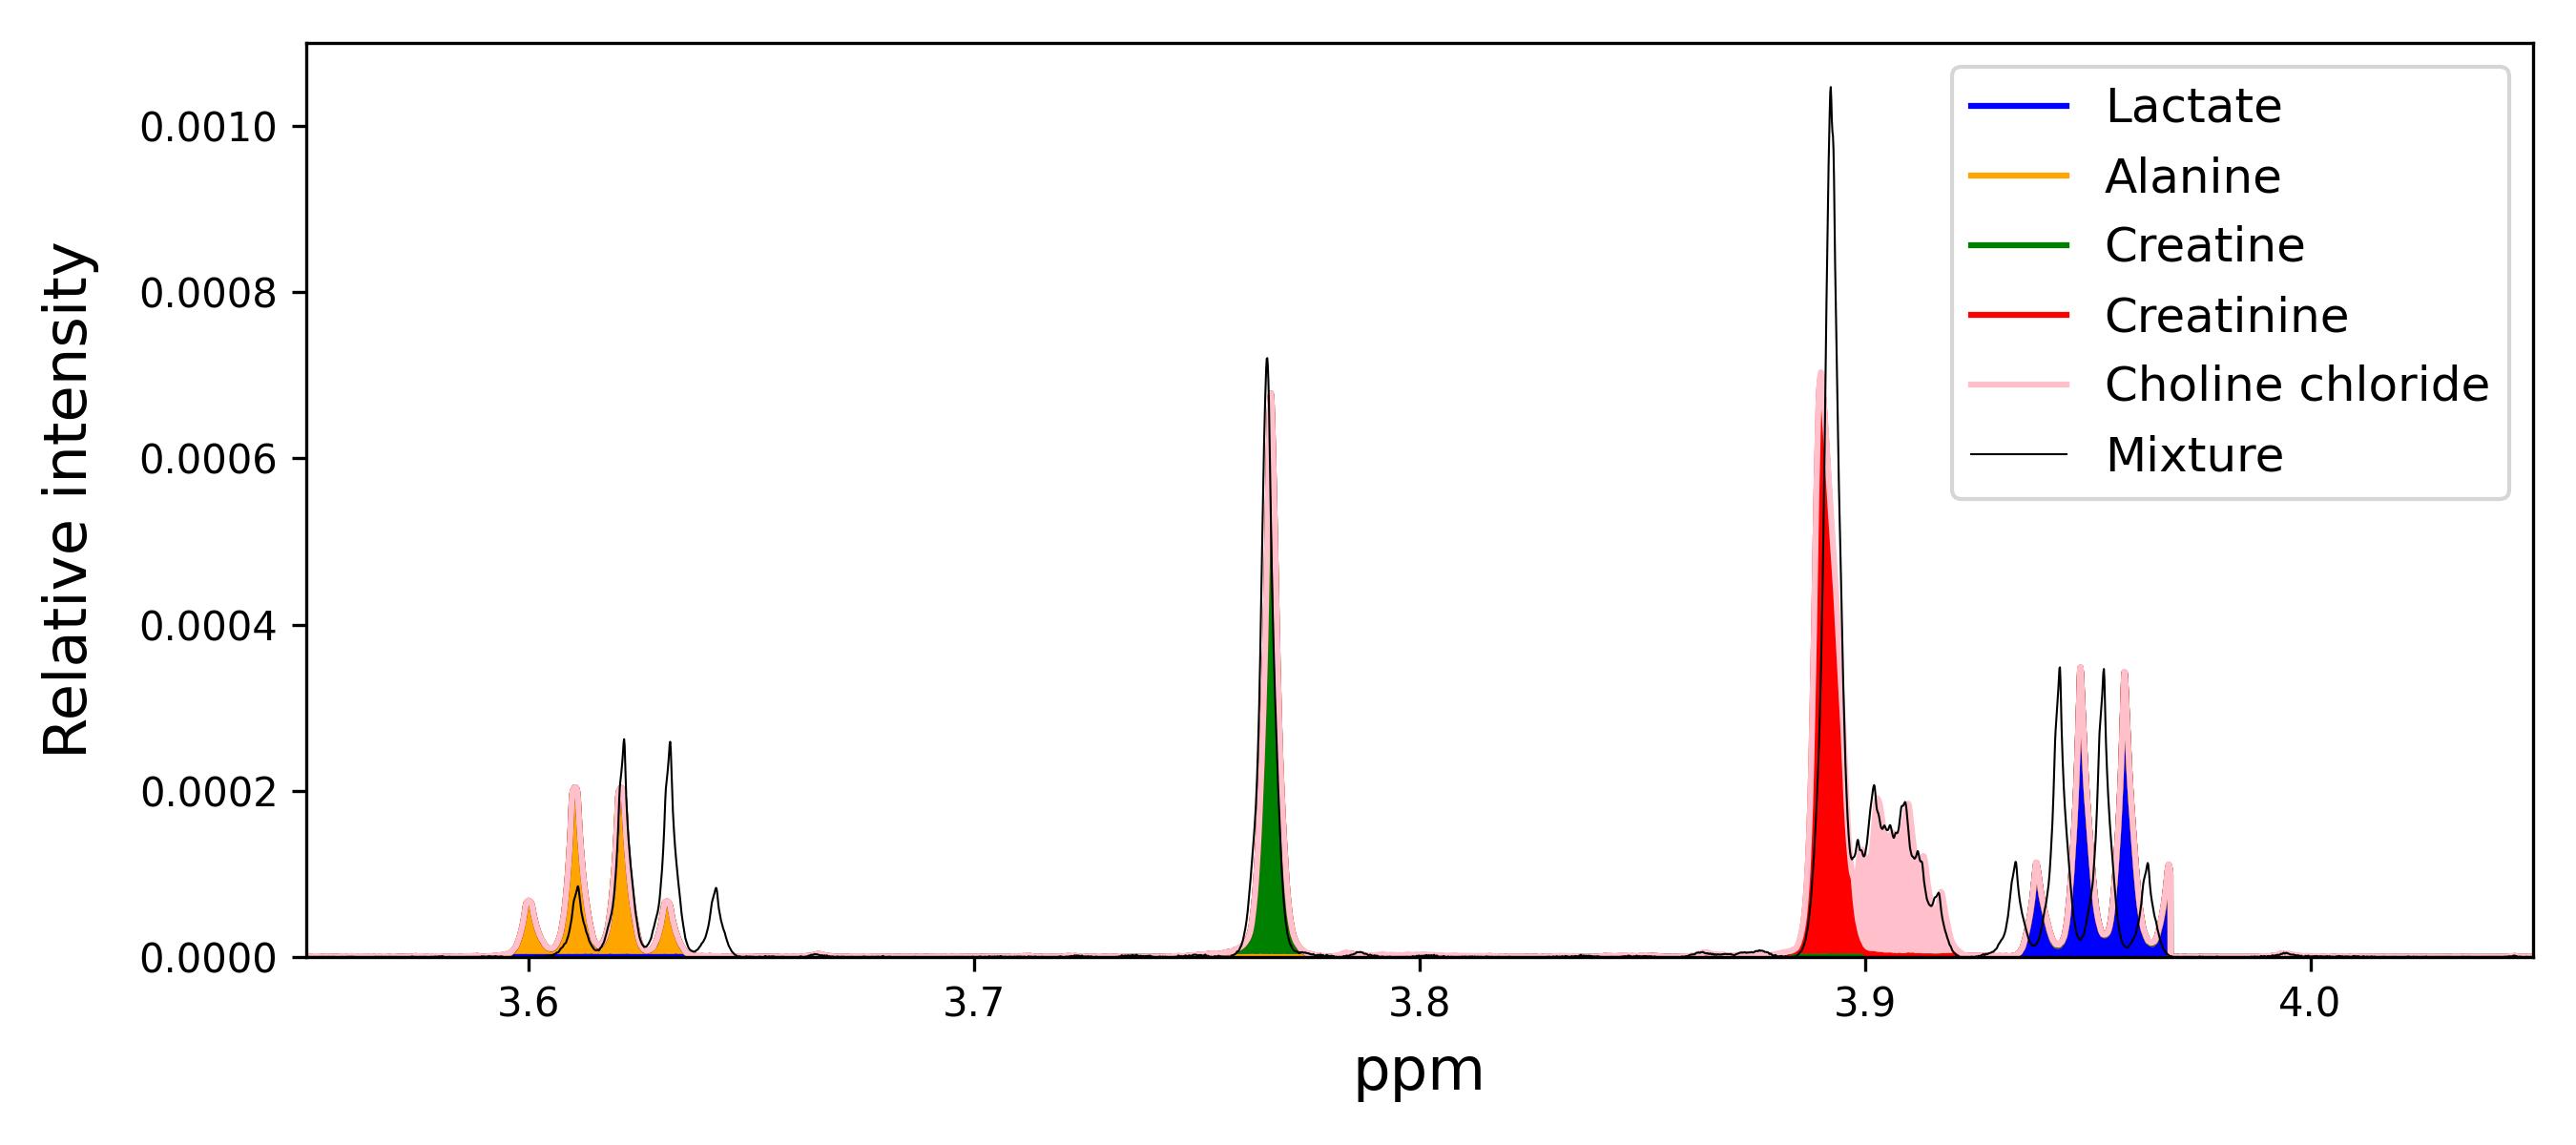 Relative intensity
0.0010
0.0008
0.0006
0.0004
0.0002
0.0000
3.6
3.7
3.8
3.9
4.0
ppm
Lactate
Alanine
Creatine
Creatinine
Choline chloride
Mixture